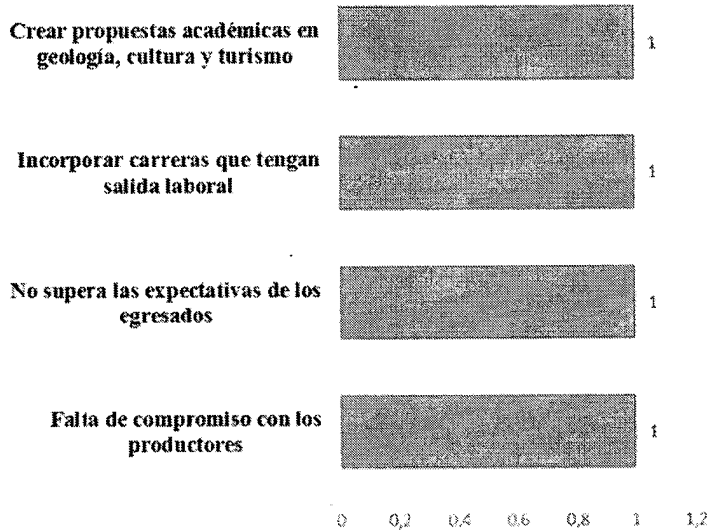 Crear propuestas académicas en
geología, cultura y turismo
1
Incorporar carreras que tengan
salida laboral
1
No supera las expectativas de los
egresados
1
Falta de compromiso con los
productores
1
0 0,2 0,4 0,6 0,8 1 1,2